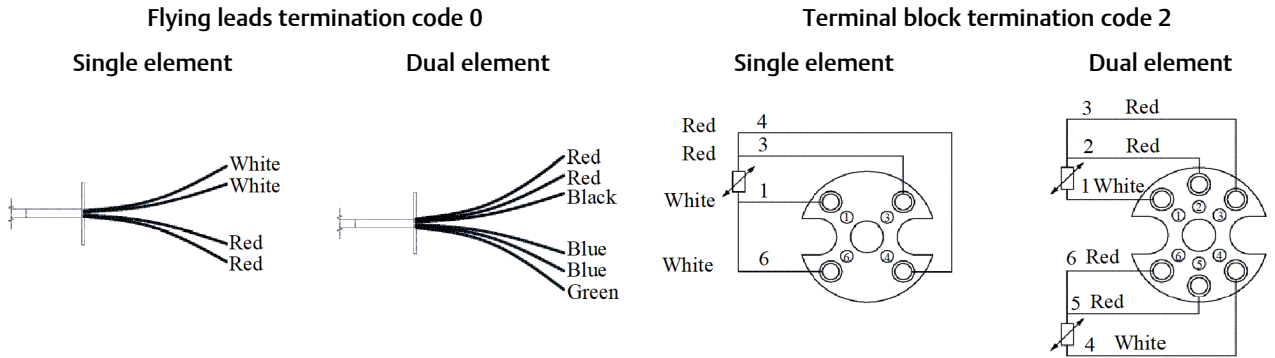 Flying leads termination code 0
Single element
White
White
Red
Red
Dual element
Red
Red
Black
Blue
Blue
Green
Terminal block termination code 2
Single element
Red 4
Red 3
White 1
White 6
1 3
6 4
Dual element
3 Red
2 Red
1 White
2
1 3
6 4
5
6 Red
5 Red
4 White